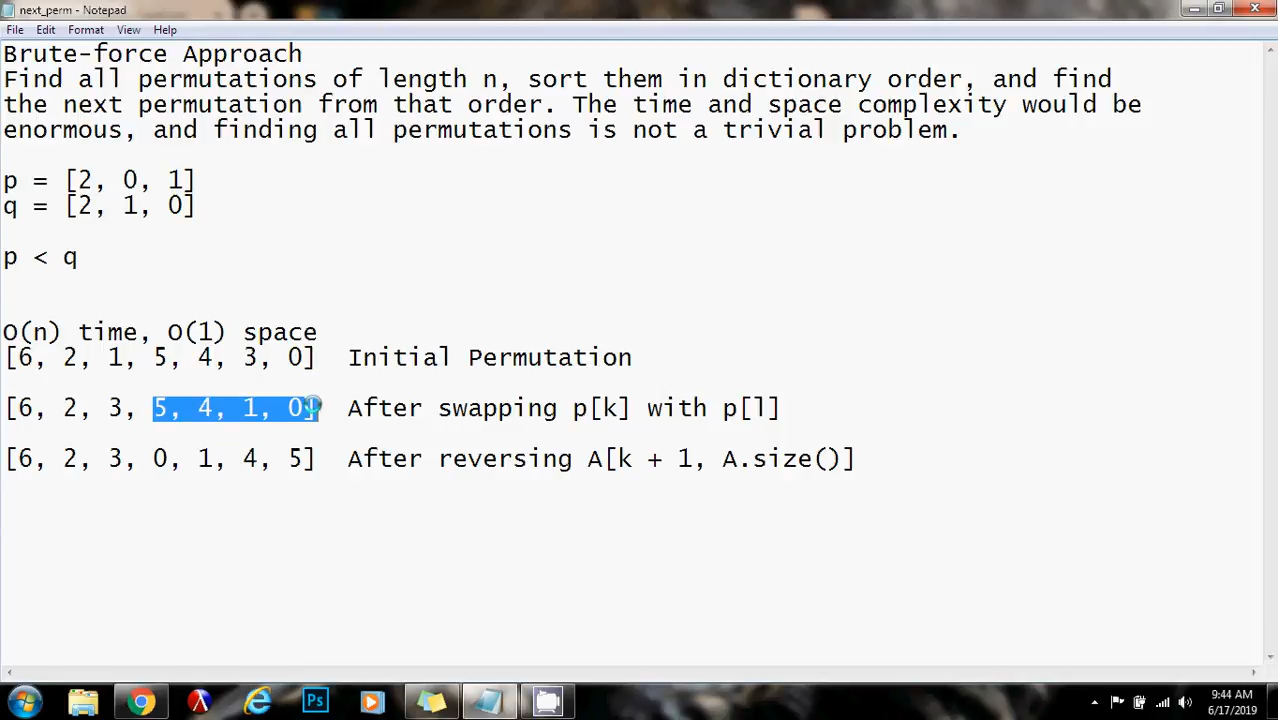 next_perm - Notepad
File Edit Format View Help
Brute-force Approach
Find all permutations of length n, sort them in dictionary order, and find
the next permutation from that order. The time and space complexity would be
enormous, and finding all permutations is not a trivial problem.
p = [2, 0, 1]
q = [2, 1, 0]
p < q
O(n) time, O(1) space
[6, 2, 1, 5, 4, 3, 0] Initial Permutation
[6, 2, 3, 5, 4, 1, 0] After swapping p[k] with p[l]
[6, 2, 3, 0, 1, 4, 5] After reversing A[k + 1, A.size()]
Ps
9:44 AM
6/17/2019